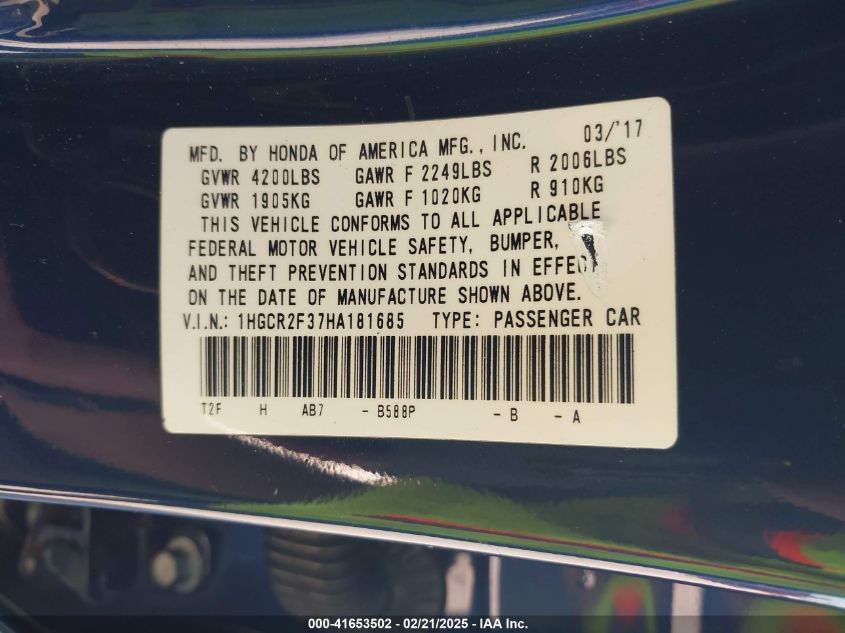 MFD. BY HONDA OF AMERICA MFG., INC. 03/'17
GVWR 4200LBS GAWR F 2249LBS R 2006LBS
GVWR 1905KG GAWR F 1020KG R 910KG
THIS VEHICLE CONFORMS TO ALL APPLICABLE
FEDERAL MOTOR VEHICLE SAFETY, BUMPER,
AND THEFT PREVENTION STANDARDS IN EFFECT
ON THE DATE OF MANUFACTURE SHOWN ABOVE.
V.I.N.: 1HGCR2F37HA181685 TYPE: PASSENGER CAR
T2F H AB7 - B588P - B - A
000-41653502 - 02/21/2025 - IAA Inc.